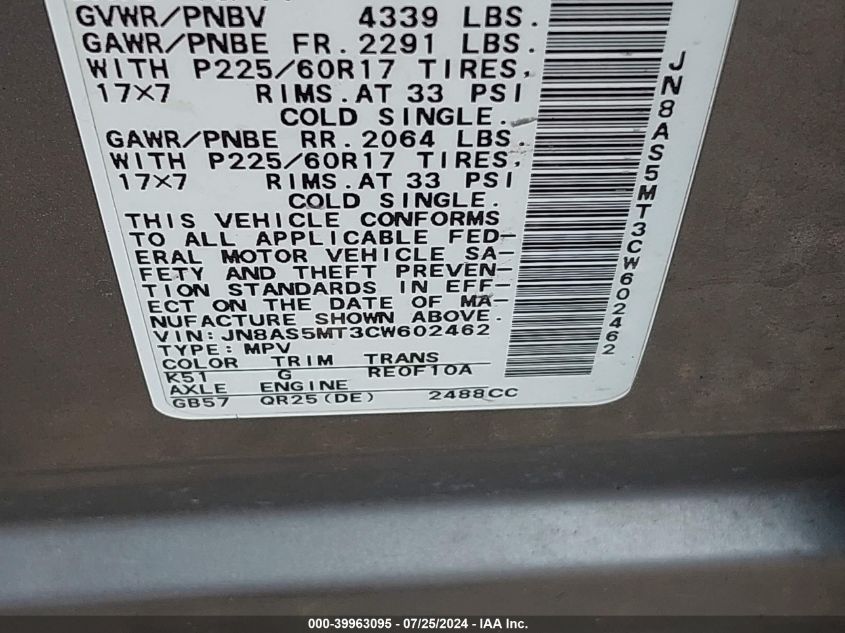 GVWR/PNBV 4339 LBS.
GAWR/PNBE FR. 2291 LBS.
WITH P225/60R17 TIRES,
17×7 RIMS.AT 33 PSI
COLD SINGLE.
GAWR/PNBE RR. 2064 LBS.
WITH P225/60R17 TIRES,
17×7 RIMS.AT 33 PSI
COLD SINGLE.
THIS VEHICLE CONFORMS
TO ALL APPLICABLE FED-
ERAL MOTOR VEHICLE SA-
FETY AND THEFT PREVEN-
TION STANDARDS IN EFF-
ECT ON THE DATE OF MA-
NUFACTURE SHOWN ABOVE.
VIN:JN8AS5MT3CW602462
TYPE:MPV
COLOR TRIM TRANS
K51 G RE0F10A
AXLE ENGINE
GB57 QR25(DE) 2488CC
JN8AS5MT3CW602462
000-39963095 - 07/25/2024 - IAA Inc.